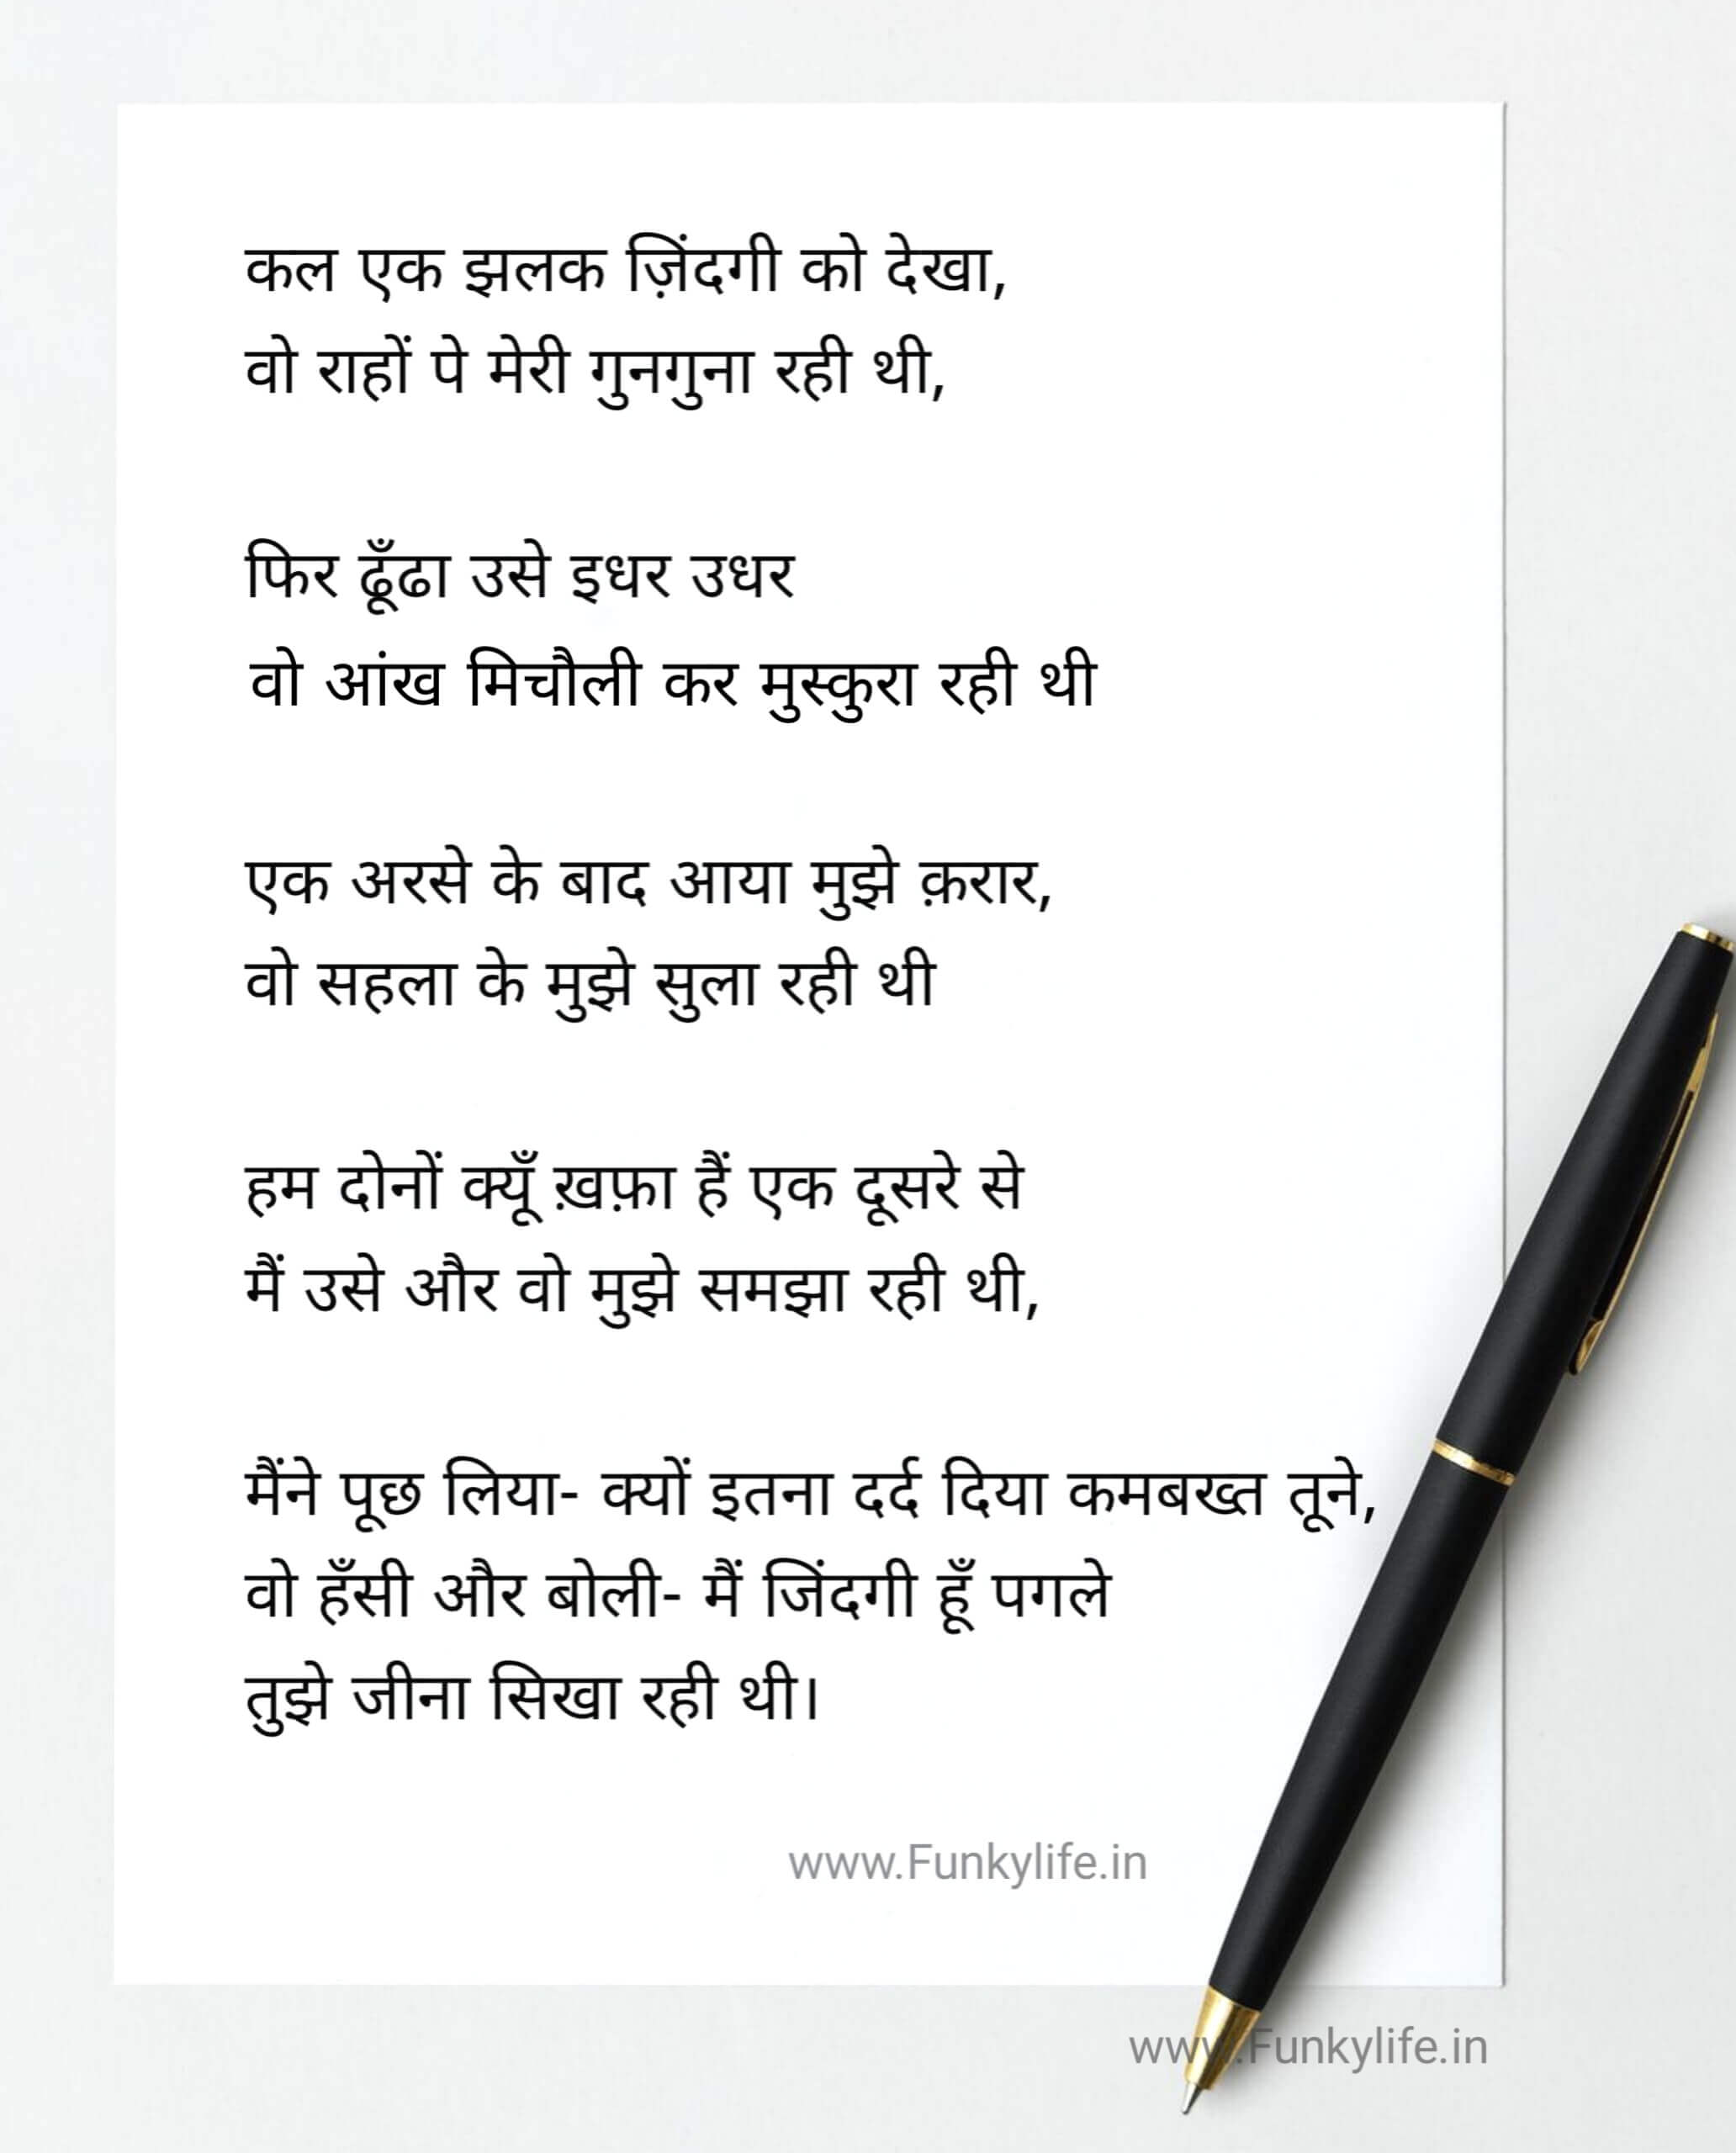 कल एक झलक ज़िंदगी को देखा,
वो राहों पे मेरी गुनगुना रही थी,
फिर ढूँढा उसे इधर उधर
वो आंख मिचौली कर मुस्कुरा रही थी
एक अरसे के बाद आया मुझे क़रार,
वो सहला के मुझे सुला रही थी
हम दोनों क्यूँ ख़फ़ा हैं एक दूसरे से
मैं उसे और वो मुझे समझा रही थी,
मैंने पूछ लिया- क्यों इतना दर्द दिया कमबख्त तूने,
वो हँसी और बोली- मैं जिंदगी हूँ पगले
तुझे जीना सिखा रही थी।
www.Funkylife.in
www.Funkylife.in